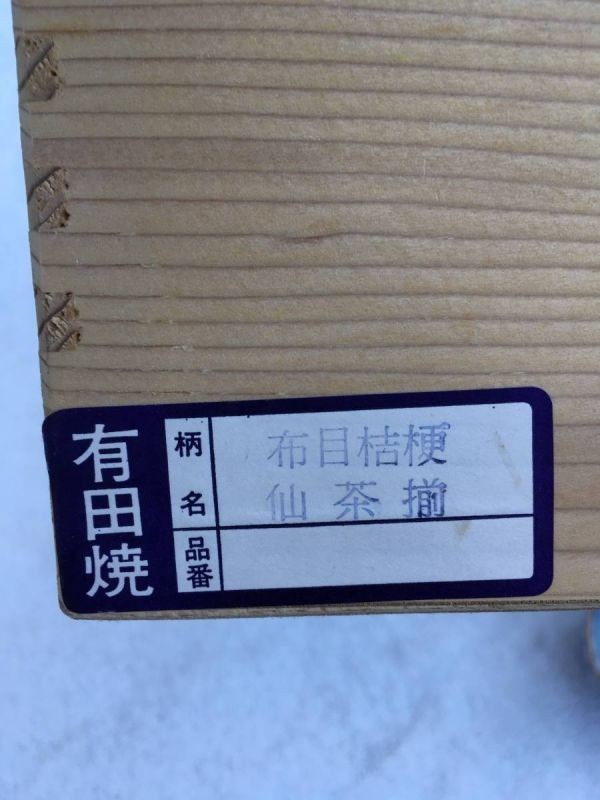 有田焼
柄名
布目桔梗
仙茶揃
品番